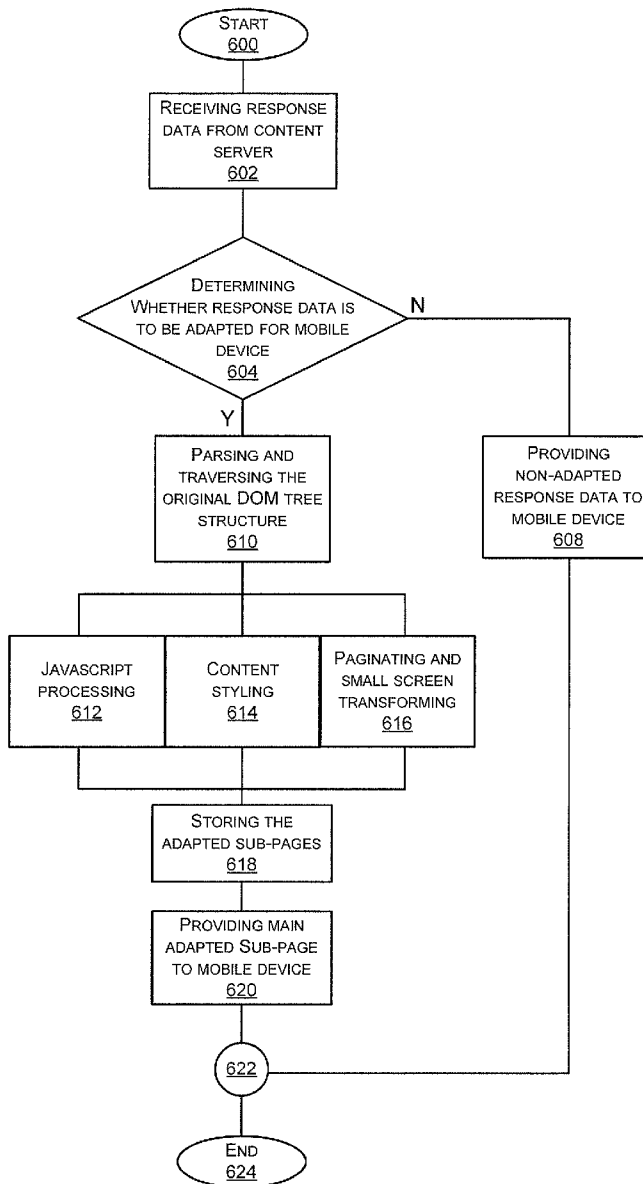 START
600
RECEIVING RESPONSE
DATA FROM CONTENT
SERVER
602
DETERMINING
WHETHER RESPONSE DATA IS
TO BE ADAPTED FOR MOBILE
DEVICE
604
N
Y
PARSING AND
TRAVERSING THE
ORIGINAL DOM TREE
STRUCTURE
610
PROVIDING
NON-ADAPTED
RESPONSE DATA TO
MOBILE DEVICE
608
JAVASCRIPT
PROCESSING
612
CONTENT
STYLING
614
PAGINATING AND
SMALL SCREEN
TRANSFORMING
616
STORING THE
ADAPTED SUB-PAGES
618
PROVIDING MAIN
ADAPTED SUB-PAGE
TO MOBILE DEVICE
620
622
END
624